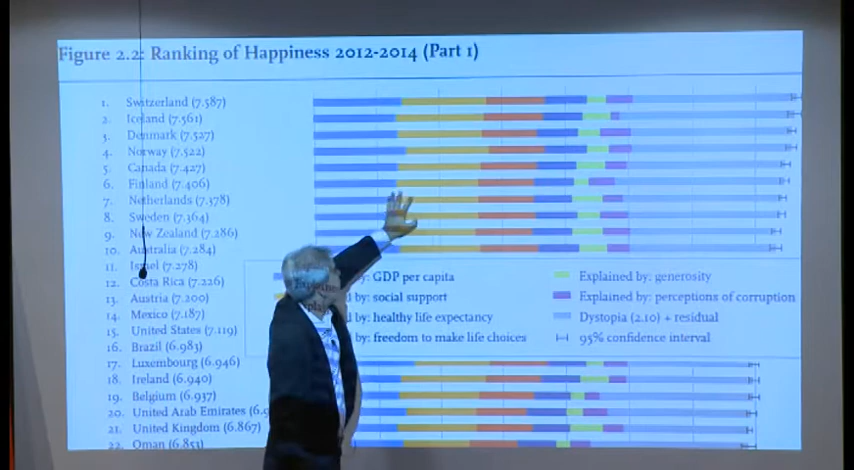 Figure 2.2: Ranking of Happiness 2012-2014 (Part 1)
1. Switzerland (7.587)
2. Iceland (7.561)
3. Denmark (7.527)
4. Norway (7.522)
5. Canada (7.427)
6. Finland (7.406)
7. Netherlands (7.378)
8. Sweden (7.364)
9. New Zealand (7.286)
10. Australia (7.284)
11. Israel (7.278)
12. Costa Rica (7.226)
13. Austria (7.200)
14. Mexico (7.187)
15. United States (7.119)
16. Brazil (6.983)
17. Luxembourg (6.946)
18. Ireland (6.940)
19. Belgium (6.937)
20. United Arab Emirates (6.9
21. United Kingdom (6.867)
22. Oman (6.853)
GDP per capita
by: social support
by: healthy life expectancy
by: freedom to make life choices
Explained by: generosity
Explained by: perceptions of corruption
Dystopia (2.10) + residual
95% confidence interval